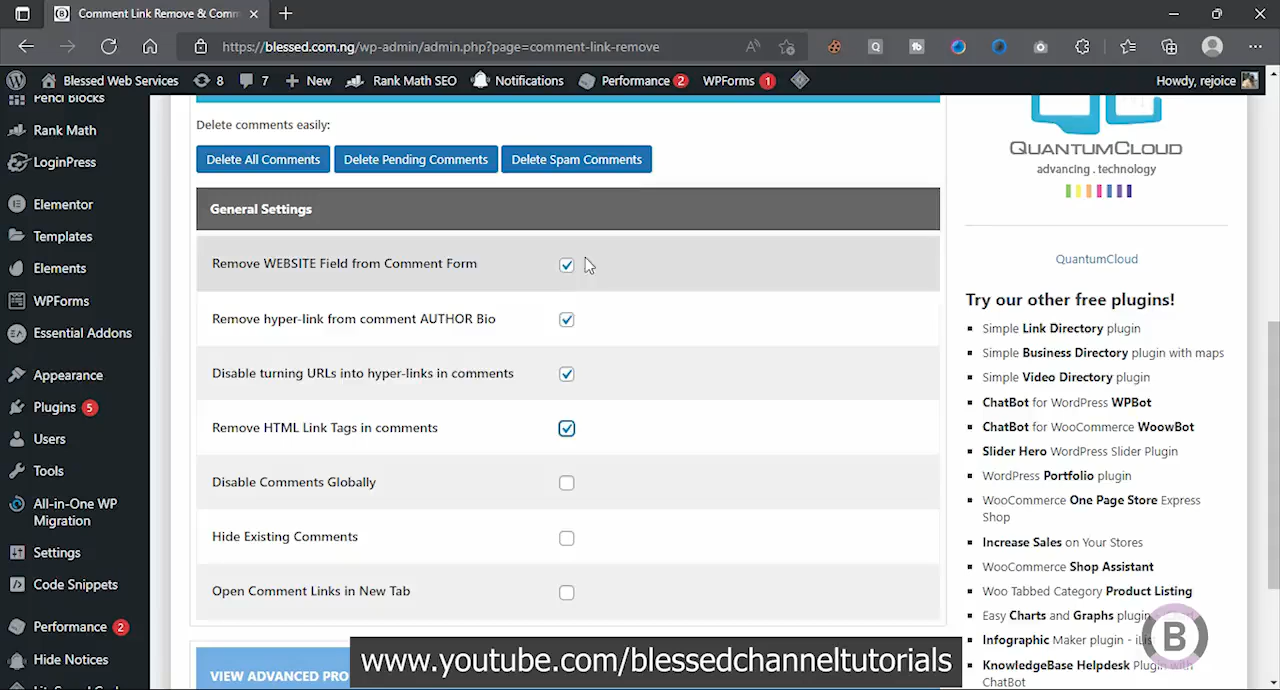 Comment Link Remove & Comm
https://blessed.com.ng/wp-admin/admin.php?page=comment-link-remove
Blessed Web Services
8
7
New
Rank Math SEO
Notifications
Performance 2
WPForms 1
Howdy, rejoice
Penci Blocks
Rank Math
LoginPress
Elementor
Templates
Elements
WPForms
Essential Addons
Appearance
Plugins 5
Users
Tools
All-in-One WP
Migration
Settings
Code Snippets
Performance 2
Hide Notices
Delete comments easily:
Delete All Comments
Delete Pending Comments
Delete Spam Comments
General Settings
Remove WEBSITE Field from Comment Form
Remove hyper-link from comment AUTHOR Bio
Disable turning URLs into hyper-links in comments
Remove HTML Link Tags in comments
Disable Comments Globally
Hide Existing Comments
Open Comment Links in New Tab
VIEW ADVANCED PRO
www.youtube.com/blessedchanneltutorials
QUANTUMCLOUD
advancing . technology
QuantumCloud
Try our other free plugins!
Simple Link Directory plugin
Simple Business Directory plugin with maps
Simple Video Directory plugin
ChatBot for WordPress WPBot
ChatBot for WooCommerce WoowBot
Slider Hero WordPress Slider Plugin
WordPress Portfolio plugin
WooCommerce One Page Store Express
Shop
Increase Sales on Your Stores
WooCommerce Shop Assistant
Woo Tabbed Category Product Listing
Easy Charts and Graphs plugin
Infographic Maker plugin -
KnowledgeBase Helpdesk Plugin with
ChatBot
B